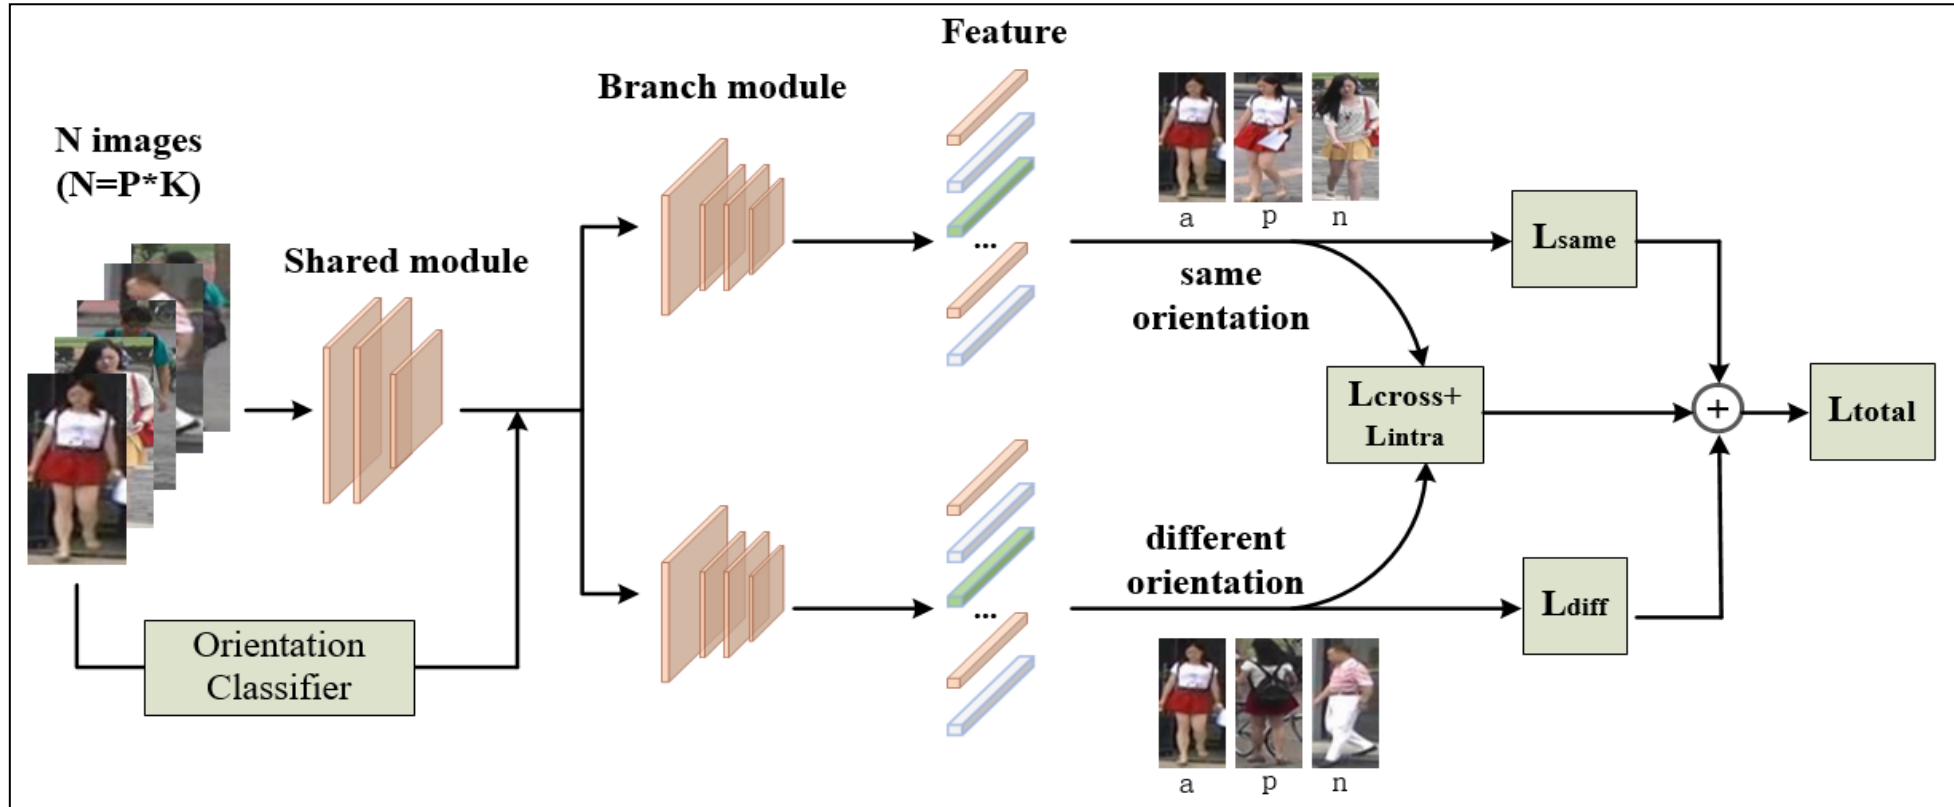 N images
(N=P*K)
Shared module
Orientation
Classifier
Branch module
Feature
...
...
a p n
same
orientation
different
orientation
a p n
Lsame
Lcross+
Lintra
Ldiff
+
Ltotal